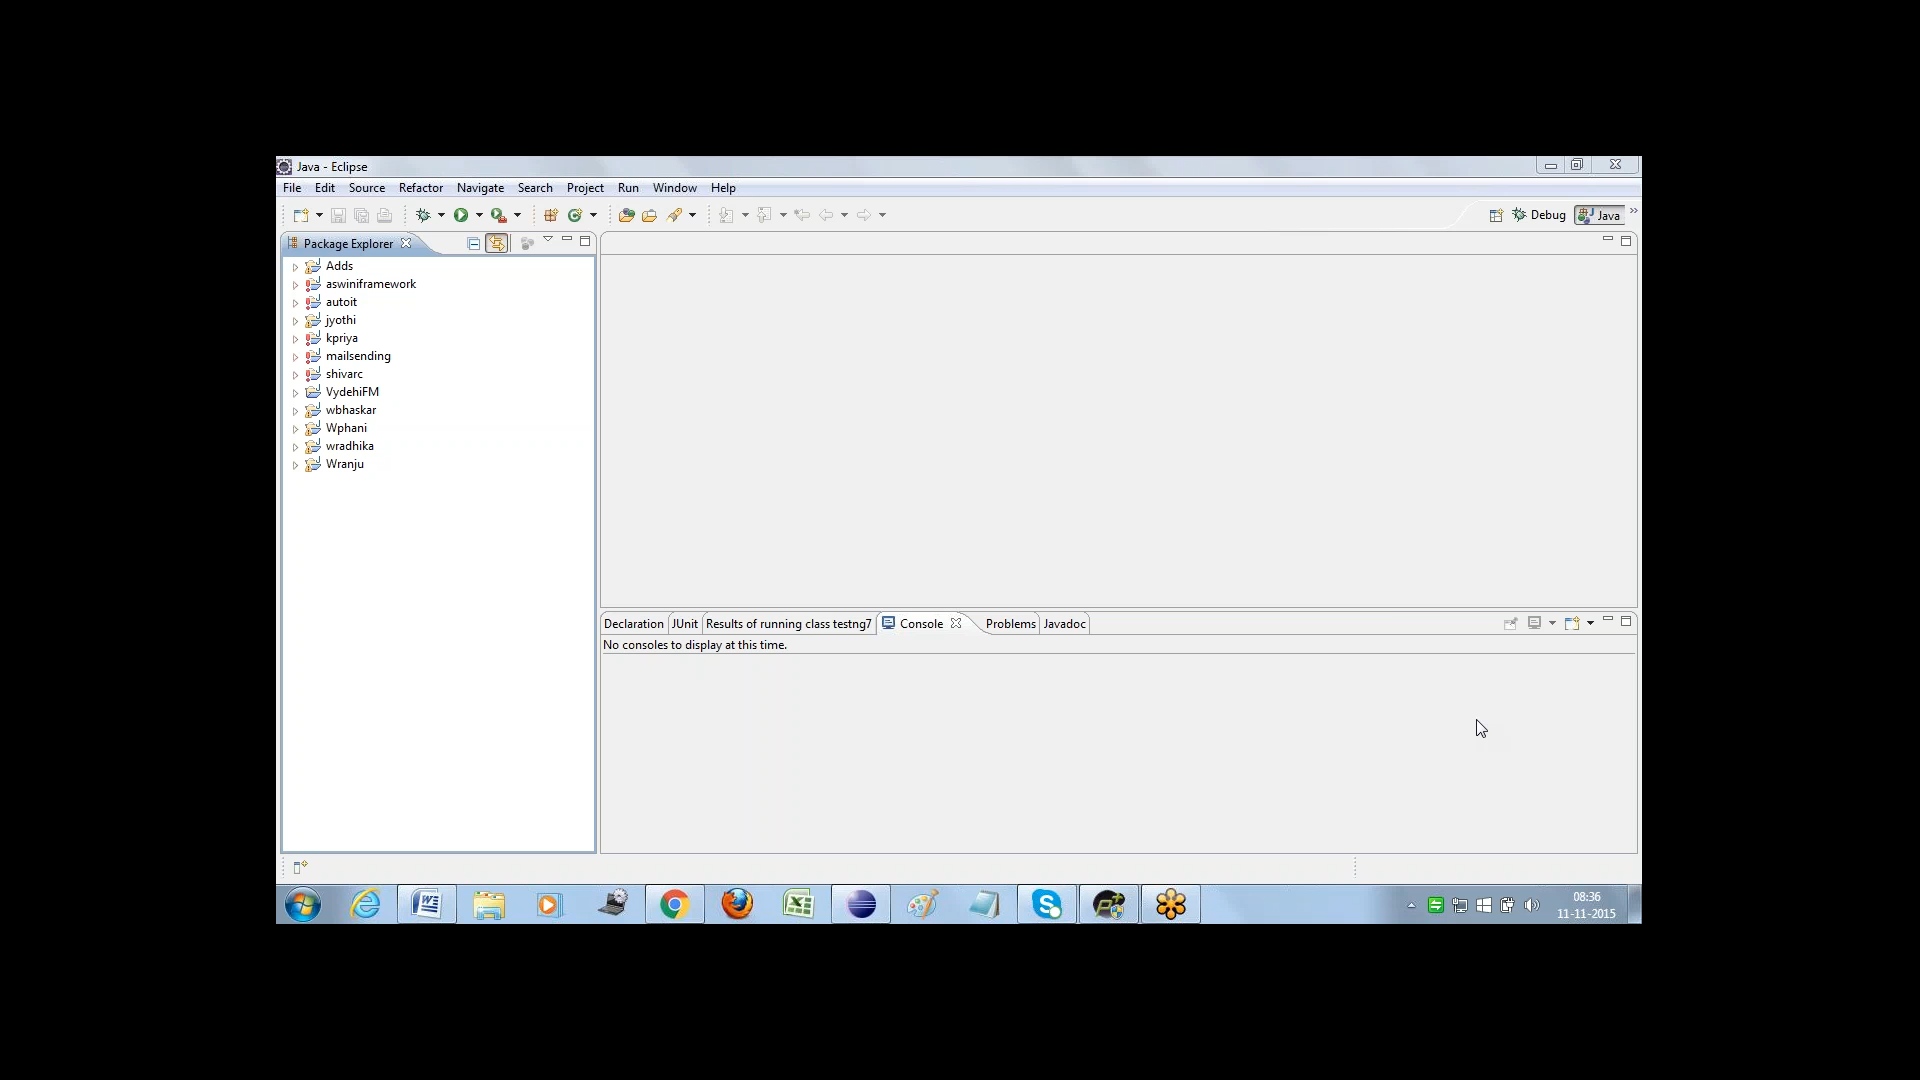 Java - Eclipse
File Edit Source Refactor Navigate Search Project Run Window Help
Debug Java
Package Explorer
Adds
aswiniframework
autoit
jyothi
kpriya
mailsending
shivarc
VydehiFM
wbhaskar
Wphani
wradhika
Wranju
Declaration JUnit Results of running class testng7 Console Problems Javadoc
No consoles to display at this time.
08:36
11-11-2015